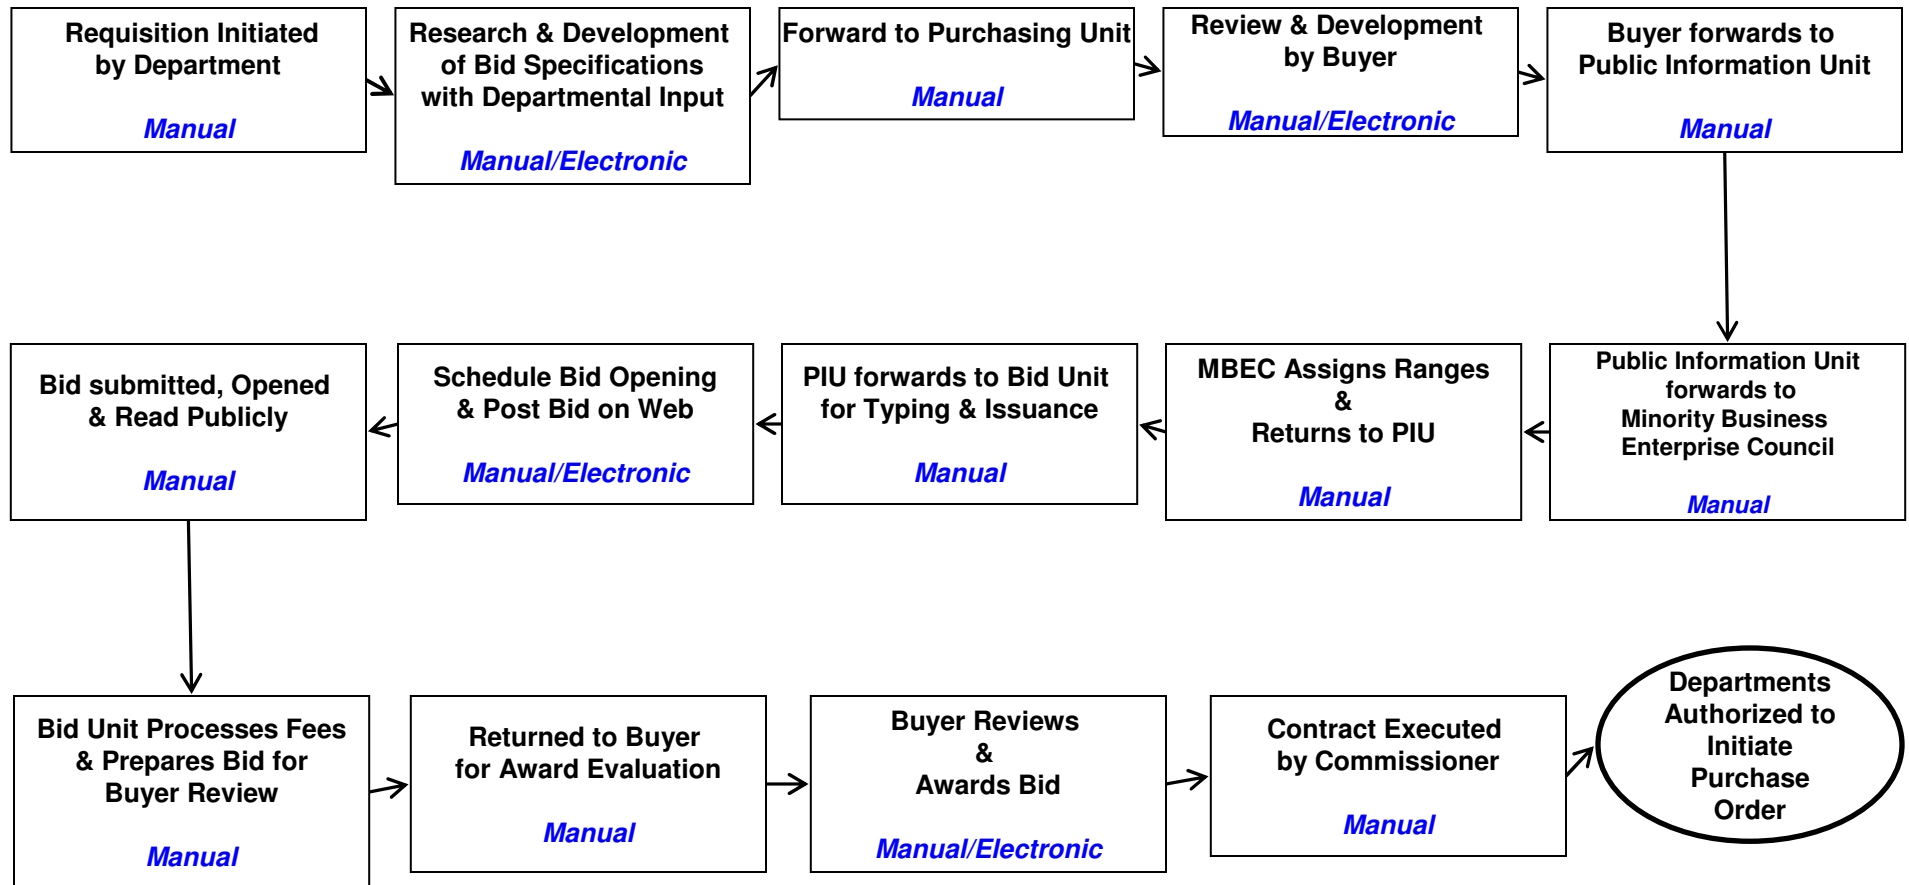 Requisition Initiated
by Department
Manual
Research & Development
of Bid Specifications
with Departmental Input
Manual/Electronic
Forward to Purchasing Unit
Manual
Review & Development
by Buyer
Manual/Electronic
Buyer forwards to
Public Information Unit
Manual
Public Information Unit
forwards to
Minority Business
Enterprise Council
Manual
MBEC Assigns Ranges
&
Returns to PIU
Manual
PIU forwards to Bid Unit
for Typing & Issuance
Manual
Schedule Bid Opening
& Post Bid on Web
Manual/Electronic
Bid submitted, Opened
& Read Publicly
Manual
Bid Unit Processes Fees
& Prepares Bid for
Buyer Review
Manual
Returned to Buyer
for Award Evaluation
Manual
Buyer Reviews
&
Awards Bid
Manual/Electronic
Contract Executed
by Commissioner
Manual
Departments
Authorized to
Initiate
Purchase
Order